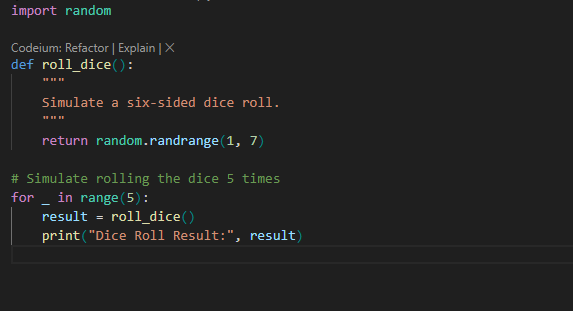 import random
Codeium: Refactor | Explain | ×
def roll_dice():
"""
Simulate a six-sided dice roll.
"""
return random.randrange(1, 7)
# Simulate rolling the dice 5 times
for _ in range(5):
result = roll_dice()
print("Dice Roll Result:", result)